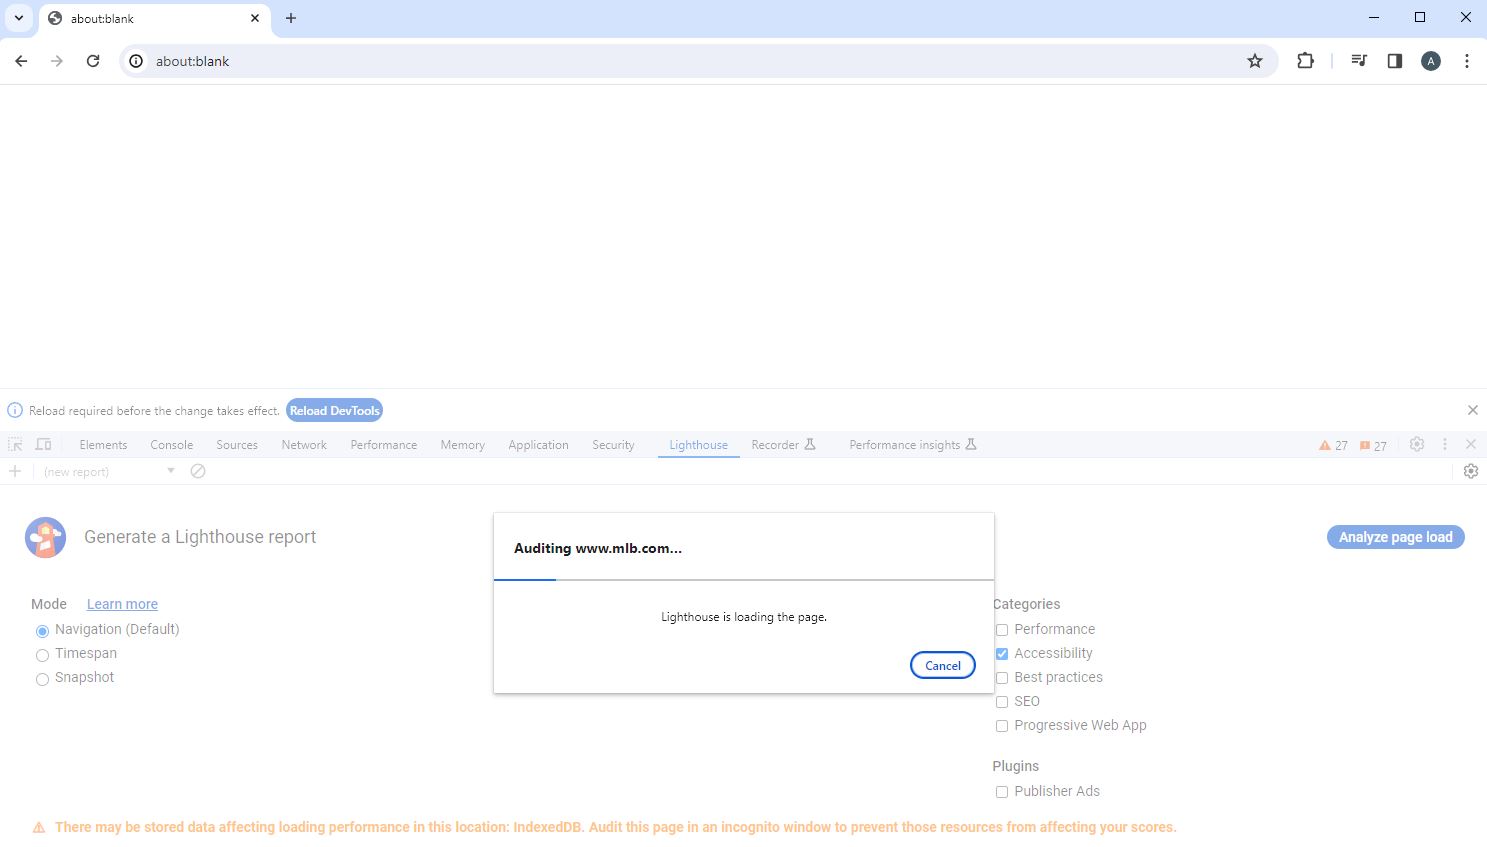 about:blank
about:blank
A
Reload required before the change takes effect. Reload DevTools
Elements Console Sources Network Performance Memory Application Security Lighthouse Recorder Performance insights 27 27
(new report)
Generate a Lighthouse report
Analyze page load
Auditing www.mlb.com...
Lighthouse is loading the page.
Cancel
Mode Learn more
Navigation (Default)
Timespan
Snapshot
Categories
Performance
Accessibility
Best practices
SEO
Progressive Web App
Plugins
Publisher Ads
There may be stored data affecting loading performance in this location: IndexedDB. Audit this page in an incognito window to prevent those resources from affecting your scores.